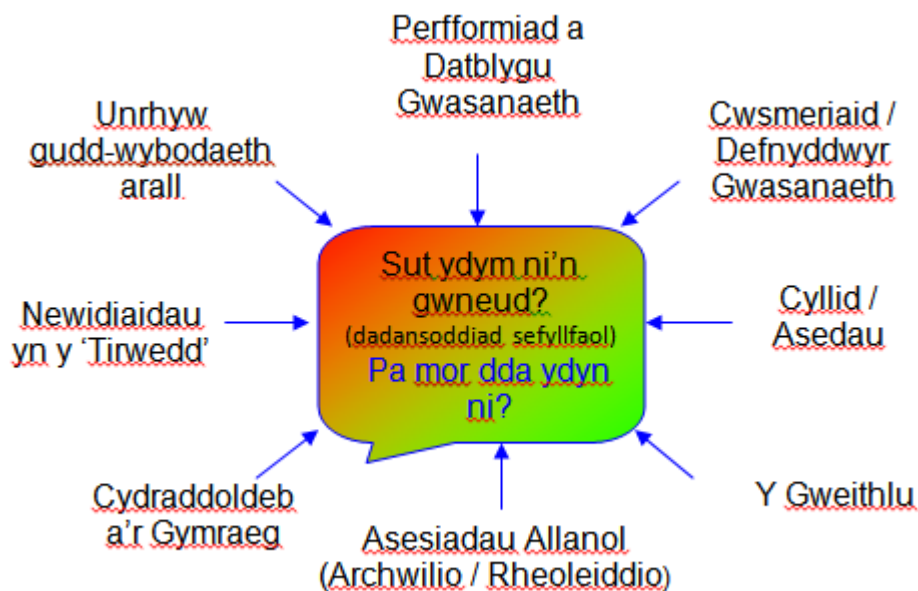 Perfformiad a
Datblygu
Gwasanaeth
Unrhyw
gudd-wybodaeth
arall
Cwsmeriaid /
Defnyddwyr
Gwasanaeth
Sut ydym ni'n
gwneud?
(dadansoddiad sefyllfaol)
Pa mor dda ydyn
ni?
Newidiaidau
yn y ‘Tirwedd’
Cyllid /
Asedau
Cydraddoldeb
a’r Gymraeg
Asesiadau Allanol
(Archwilio / Rheoleiddio)
Y Gweithlu